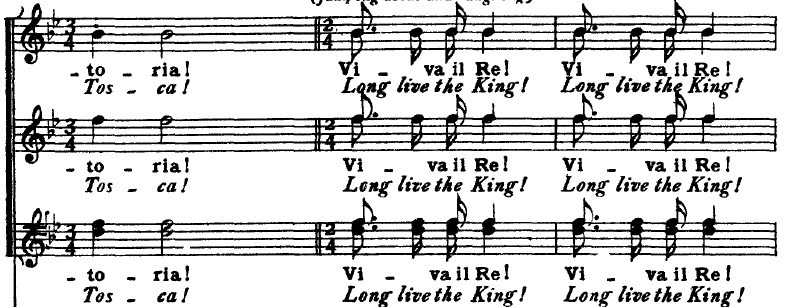 - to - ria! Vi - va il Re! Vi - va il Re!
Tos - ca! Long live the King! Long live the King!
- to - ria! Vi - va il Re! Vi - va il Re!
Tos - ca! Long live the King! Long live the King!
- to - ria! Vi - va il Re! Vi - va il Re!
Tos - ca! Long live the King! Long live the King!